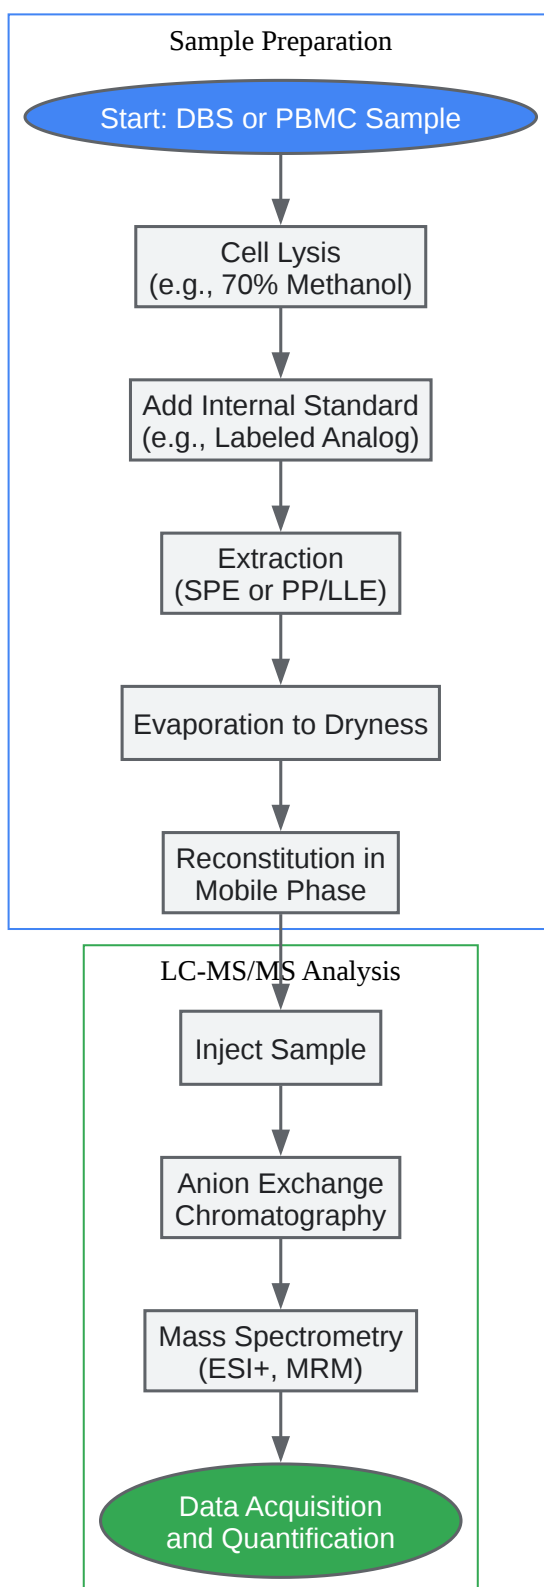 Sample Preparation
Start: DBS or PBMC Sample
Cell Lysis
(e.g., 70% Methanol)
Add Internal Standard
(e.g., Labeled Analog)
Extraction
(SPE or PP/LLE)
Evaporation to Dryness
Reconstitution in
Mobile Phase
LC-MS/MS Analysis
Inject Sample
Anion Exchange
Chromatography
Mass Spectrometry
(ESI+, MRM)
Data Acquisition
and Quantification